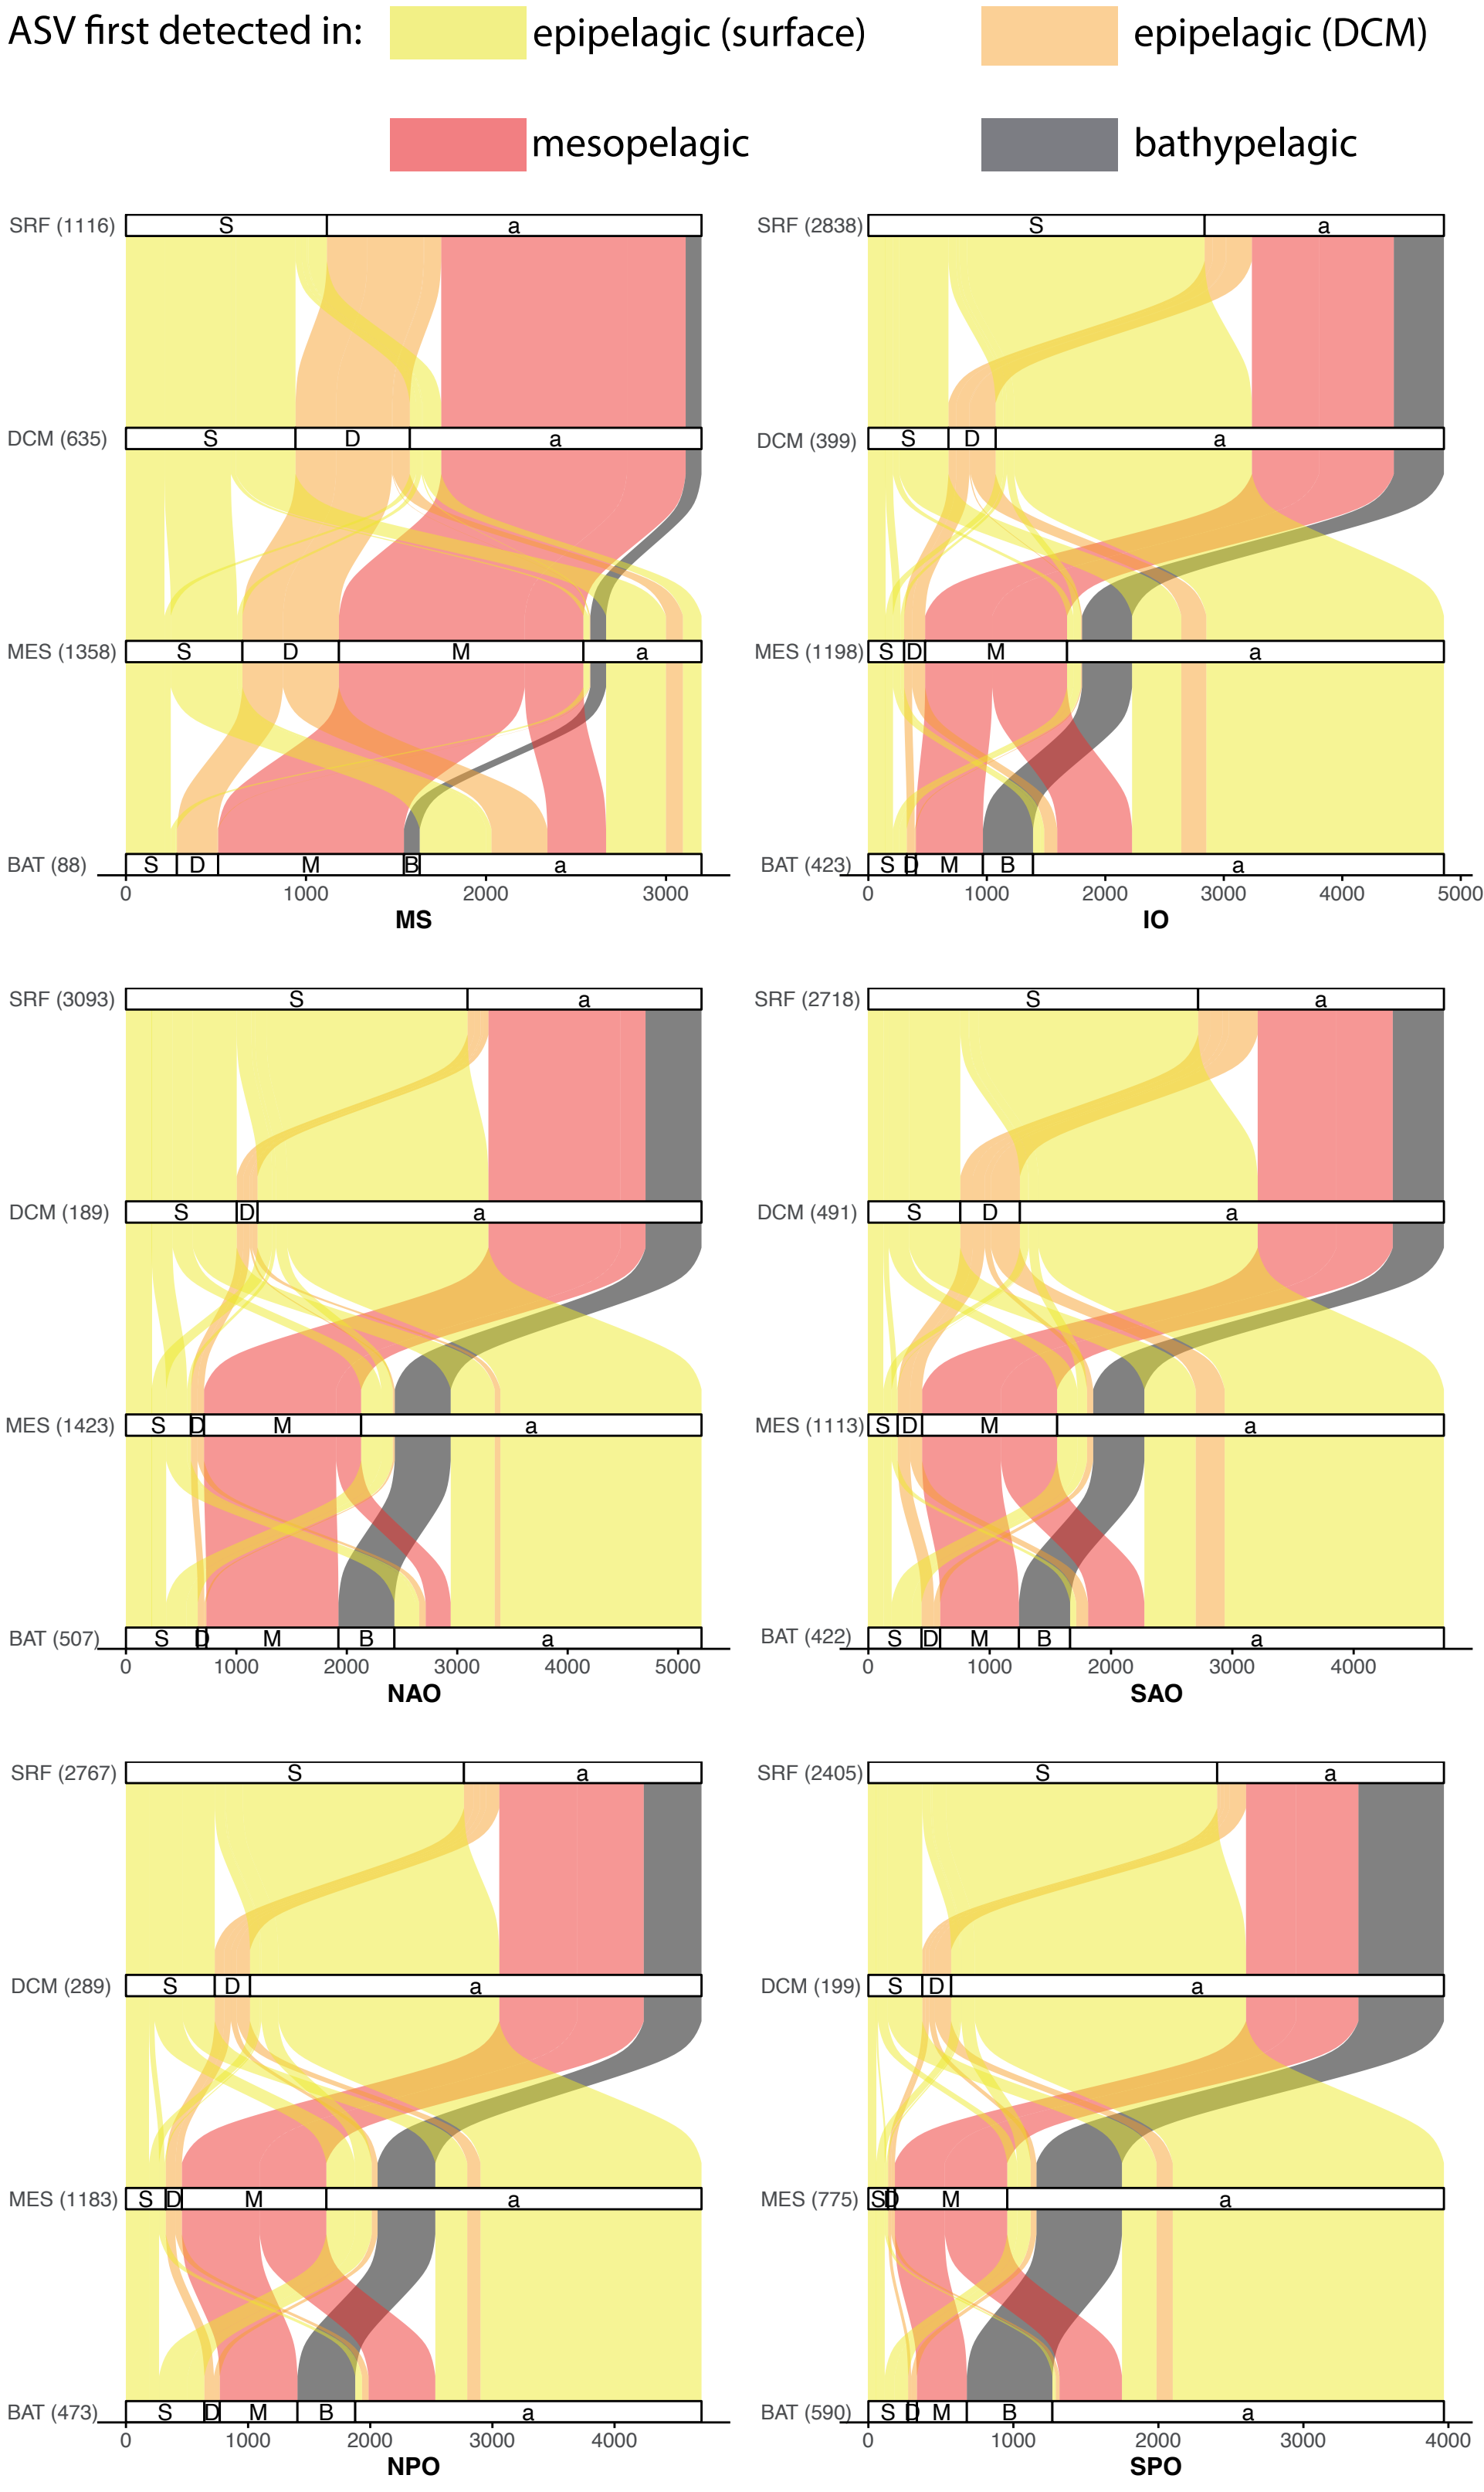 ASV first detected in: epipelagic (surface) epipelagic (DCM)
mesopelagic bathypelagic
SRF (1116) S a
DCM (635) S D a
MES (1358) S D M a
BAT (88) S D M B a
0 1000 2000 3000
MS
SRF (2838) S a
DCM (399) S D a
MES (1198) S D M a
BAT (423) S D M B a
0 1000 2000 3000 4000 5000
IO
SRF (3093) S a
DCM (189) S D a
MES (1423) S D M a
BAT (507) S D M B a
0 1000 2000 3000 4000 5000
NAO
SRF (2718) S a
DCM (491) S D a
MES (1113) S D M a
BAT (422) S D M B a
0 1000 2000 3000 4000
SAO
SRF (2767) S a
DCM (289) S D a
MES (1183) S D M a
BAT (473) S D M B a
0 1000 2000 3000 4000
NPO
SRF (2405) S a
DCM (199) S D a
MES (775) S D M a
BAT (590) S D M B a
0 1000 2000 3000 4000
SPO